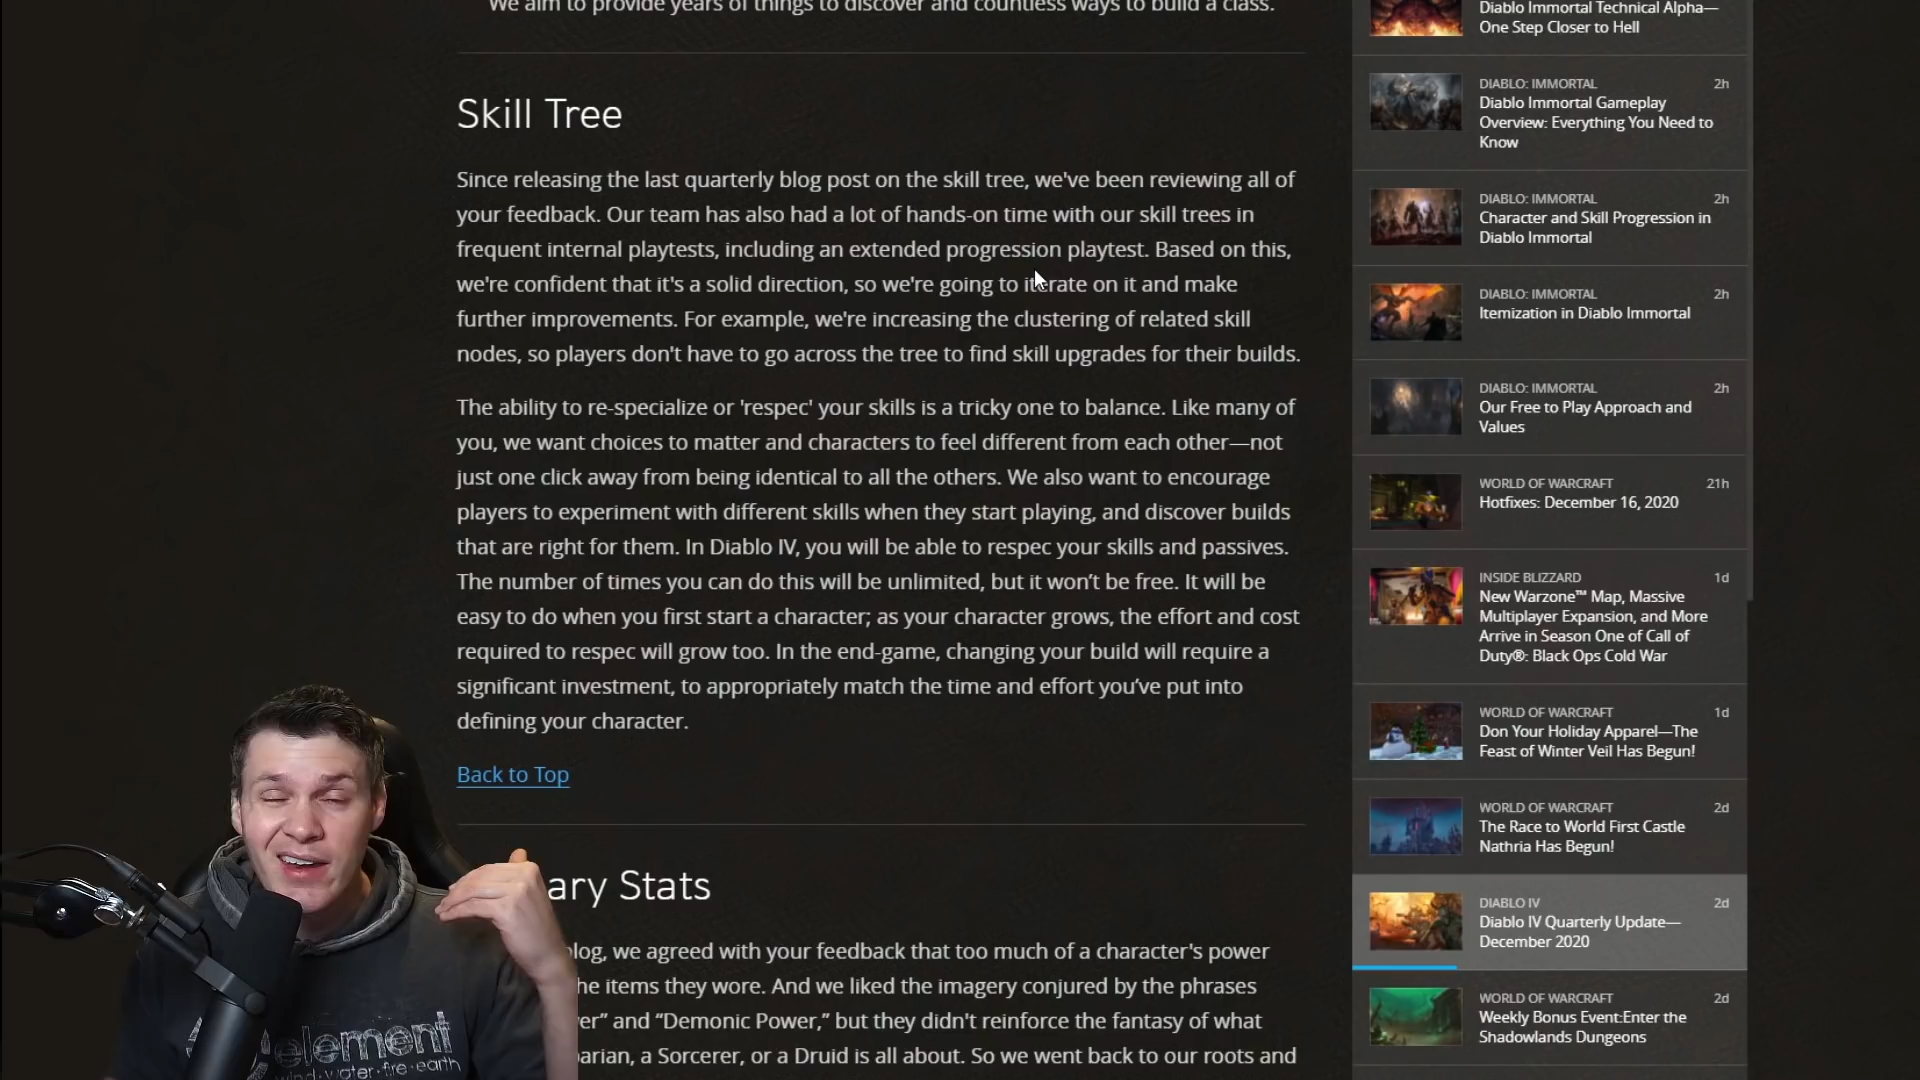 We aim to provide years of things to discover and countless ways to build a class.
Skill Tree
Since releasing the last quarterly blog post on the skill tree, we've been reviewing all of
your feedback. Our team has also had a lot of hands-on time with our skill trees in
frequent internal playtests, including an extended progression playtest. Based on this,
we're confident that it's a solid direction, so we're going to iterate on it and make
further improvements. For example, we're increasing the clustering of related skill
nodes, so players don't have to go across the tree to find skill upgrades for their builds.
The ability to re-specialize or 'respec' your skills is a tricky one to balance. Like many of
you, we want choices to matter and characters to feel different from each other—not
just one click away from being identical to all the others. We also want to encourage
players to experiment with different skills when they start playing, and discover builds
that are right for them. In Diablo IV, you will be able to respec your skills and passives.
The number of times you can do this will be unlimited, but it won’t be free. It will be
easy to do when you first start a character; as your character grows, the effort and cost
required to respec will grow too. In the end-game, changing your build will require a
significant investment, to appropriately match the time and effort you’ve put into
defining your character.
Back to Top
ary Stats
log, we agreed with your feedback that too much of a character's power
he items they wore. And we liked the imagery conjured by the phrases
er” and “Demonic Power,” but they didn't reinforce the fantasy of what
arian, a Sorcerer, or a Druid is all about. So we went back to our roots and
element
wind·water·fire·earth
Diablo Immortal Technical Alpha—
One Step Closer to Hell
DIABLO: IMMORTAL 2h
Diablo Immortal Gameplay
Overview: Everything You Need to
Know
DIABLO: IMMORTAL 2h
Character and Skill Progression in
Diablo Immortal
DIABLO: IMMORTAL 2h
Itemization in Diablo Immortal
DIABLO: IMMORTAL 2h
Our Free to Play Approach and
Values
WORLD OF WARCRAFT 21h
Hotfixes: December 16, 2020
INSIDE BLIZZARD 1d
New Warzone™ Map, Massive
Multiplayer Expansion, and More
Arrive in Season One of Call of
Duty®: Black Ops Cold War
WORLD OF WARCRAFT 1d
Don Your Holiday Apparel—The
Feast of Winter Veil Has Begun!
WORLD OF WARCRAFT 2d
The Race to World First Castle
Nathria Has Begun!
DIABLO IV 2d
Diablo IV Quarterly Update—
December 2020
WORLD OF WARCRAFT 2d
Weekly Bonus Event:Enter the
Shadowlands Dungeons